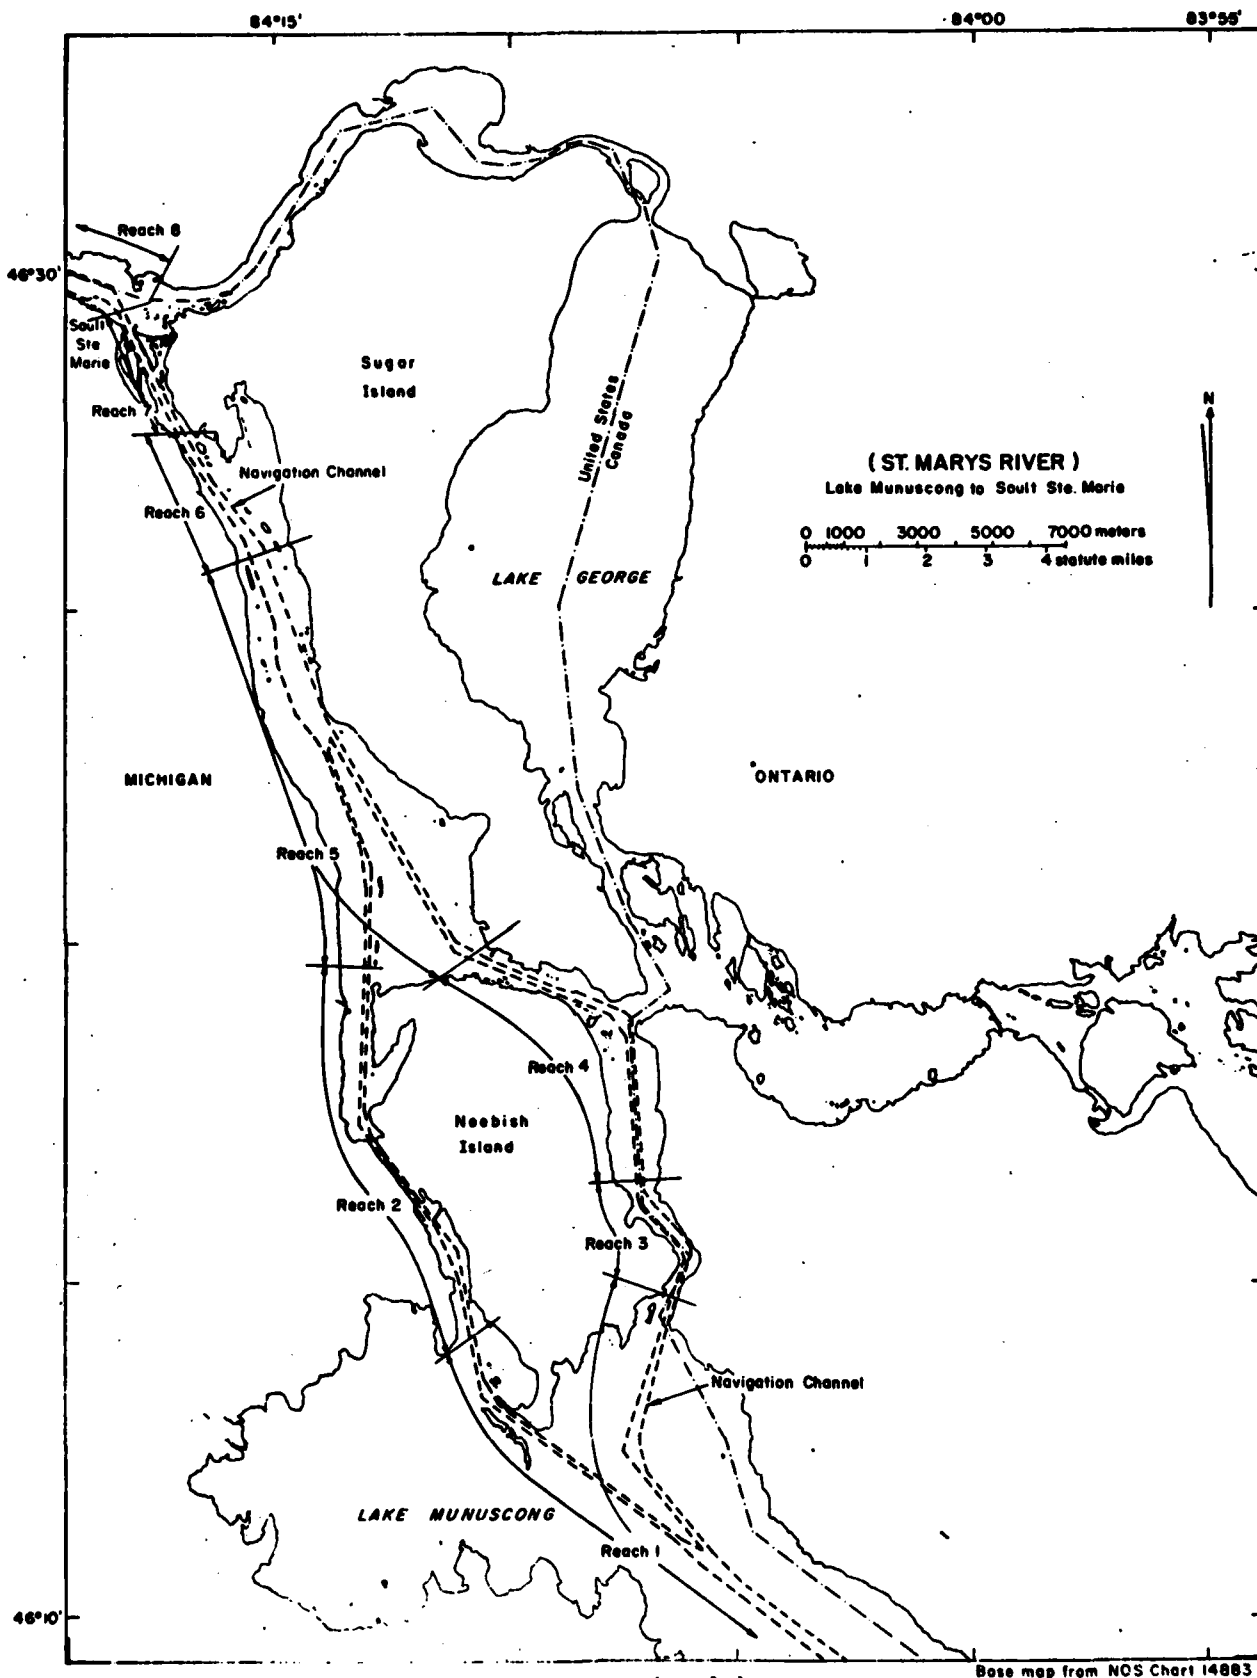 84°15'
84°00'
83°55'
Reach 8
46°30'
Sault
Ste
Marie
Sugar
Island
Reach 7
United States
Canada
N
Navigation Channel
(ST. MARYS RIVER)
Lake Munuscong to Sault Ste. Marie
Reach 6
0 1000 3000 5000 7000 meters
0 1 2 3 4 statute miles
LAKE GEORGE
MICHIGAN
ONTARIO
Reach 5
Reach 4
Neebish
Island
Reach 2
Reach 3
Navigation Channel
LAKE MUNUSCONG
Reach 1
46°10'
Base map from NOS Chart 14883